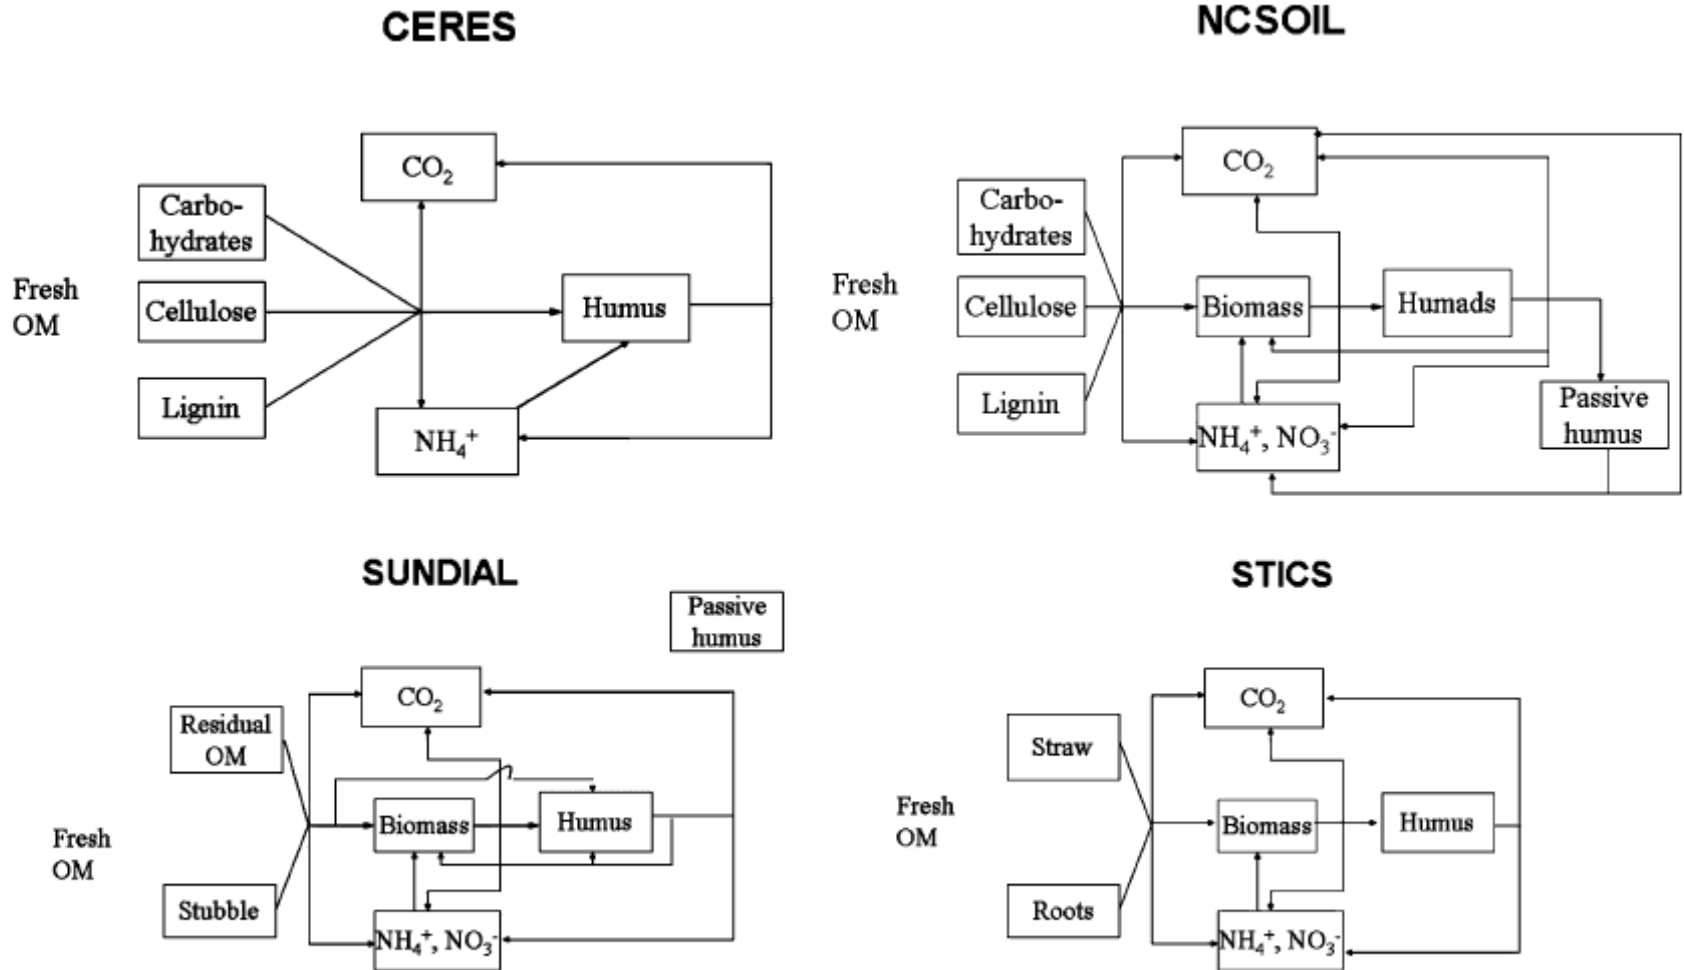 CERES
CO₂
Carbo-
hydrates
Fresh
OM
Cellulose
Humus
Lignin
NH₄⁺
NCSOIL
CO₂
Carbo-
hydrates
Fresh
OM
Cellulose
Biomass
Humads
Lignin
NH₄⁺, NO₃⁻
Passive
humus
SUNDIAL
Passive
humus
CO₂
Residual
OM
Fresh
OM
Biomass
Humus
Stubble
NH₄⁺, NO₃⁻
STICS
CO₂
Straw
Fresh
OM
Biomass
Humus
Roots
NH₄⁺, NO₃⁻